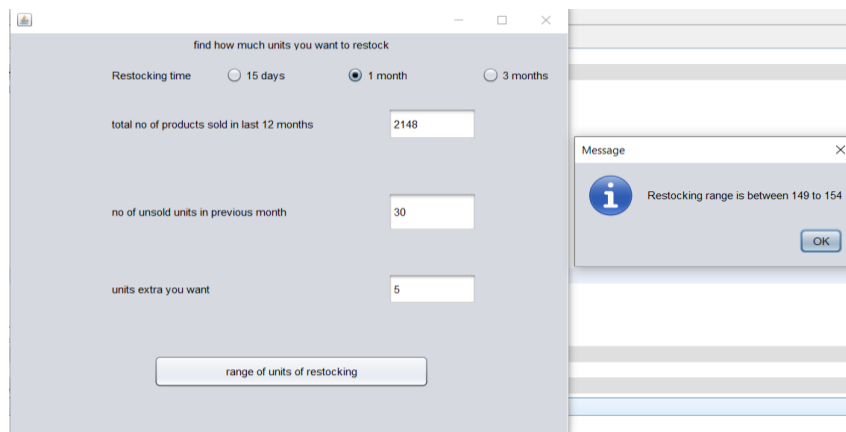 find how much units you want to restock
Restocking time 15 days 1 month 3 months
total no of products sold in last 12 months 2148
Message
Restocking range is between 149 to 154
OK
no of unsold units in previous month 30
units extra you want 5
range of units of restocking